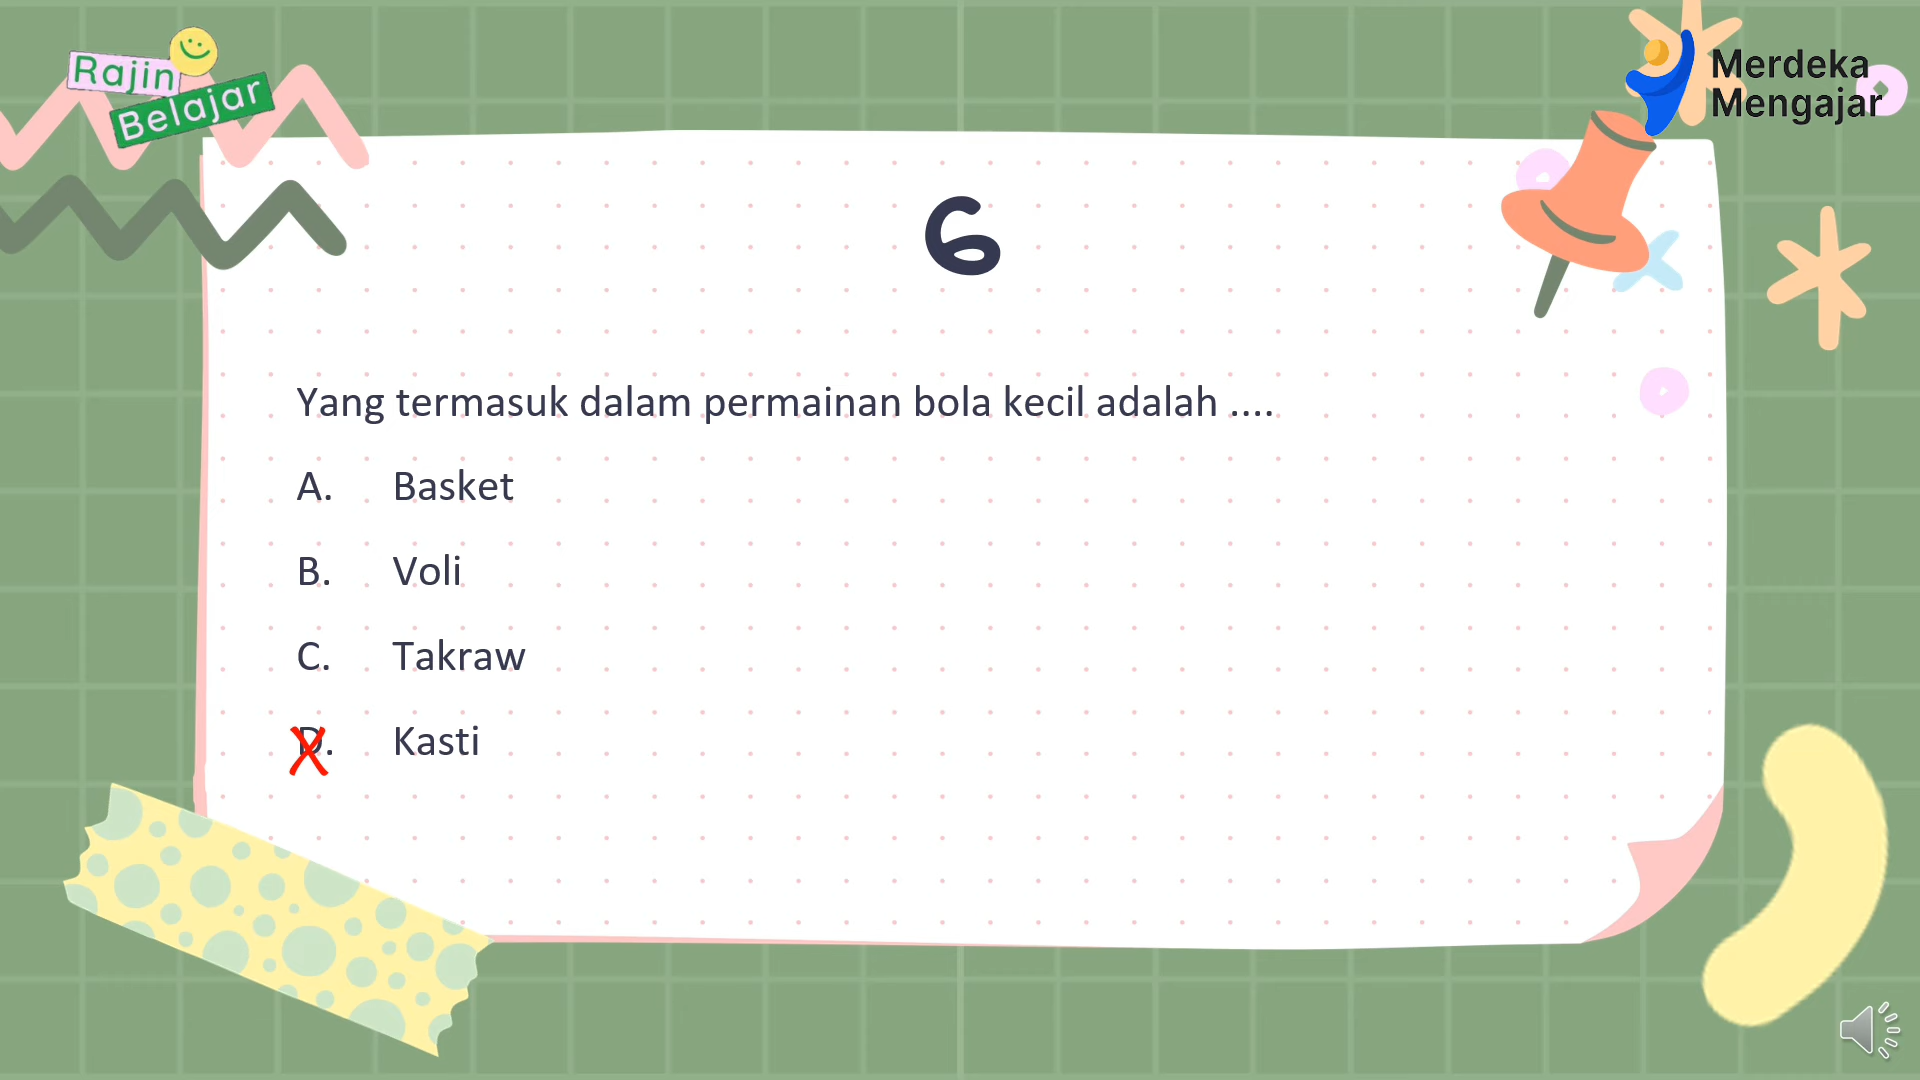 Rajin
Belajar
Merdeka
Mengajar
6
Yang termasuk dalam permainan bola kecil adalah ....
A. Basket
B. Voli
C. Takraw
D. Kasti